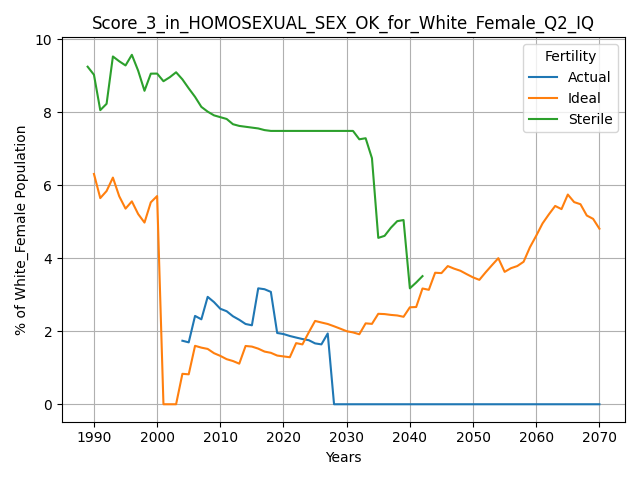 Score_3_in_HOMOSEXUAL_SEX_OK_for_White_Female_Q2_IQ
Fertility
Actual
Ideal
Sterile
% of White_Female Population
10
8
6
4
2
0
1990 2000 2010 2020 2030 2040 2050 2060 2070
Years